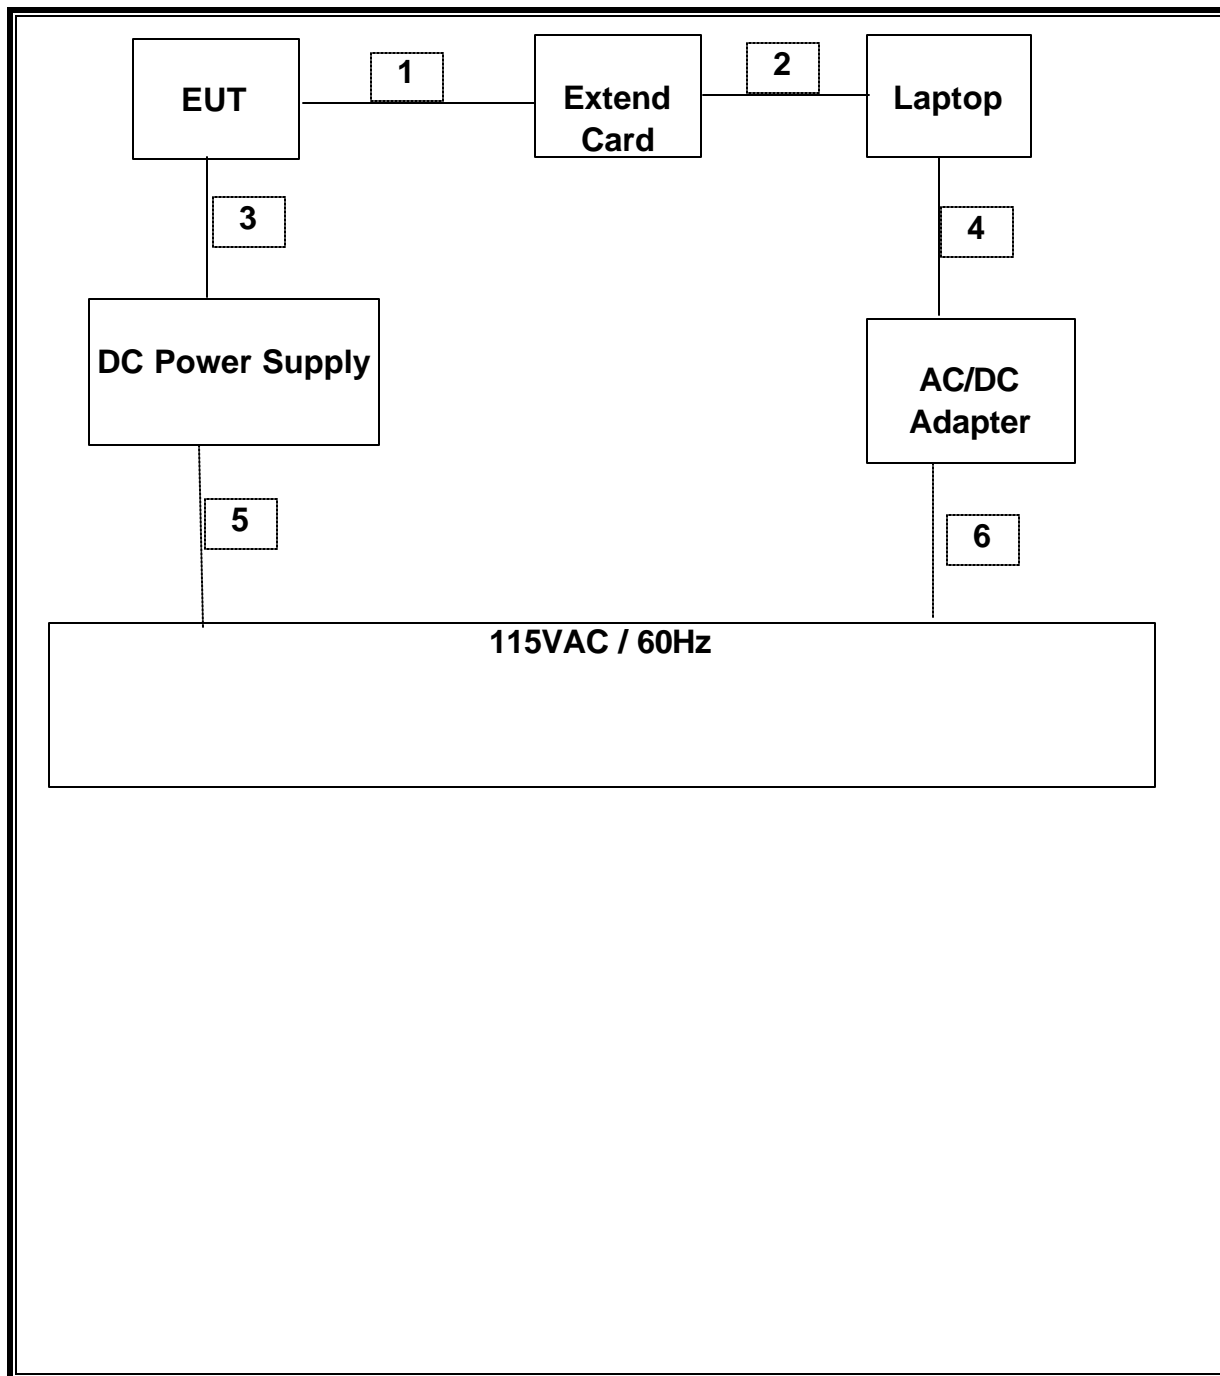 1
2
EUT
Extend
Card
Laptop
3
4
DC Power Supply
AC/DC
Adapter
5
6
115VAC / 60Hz